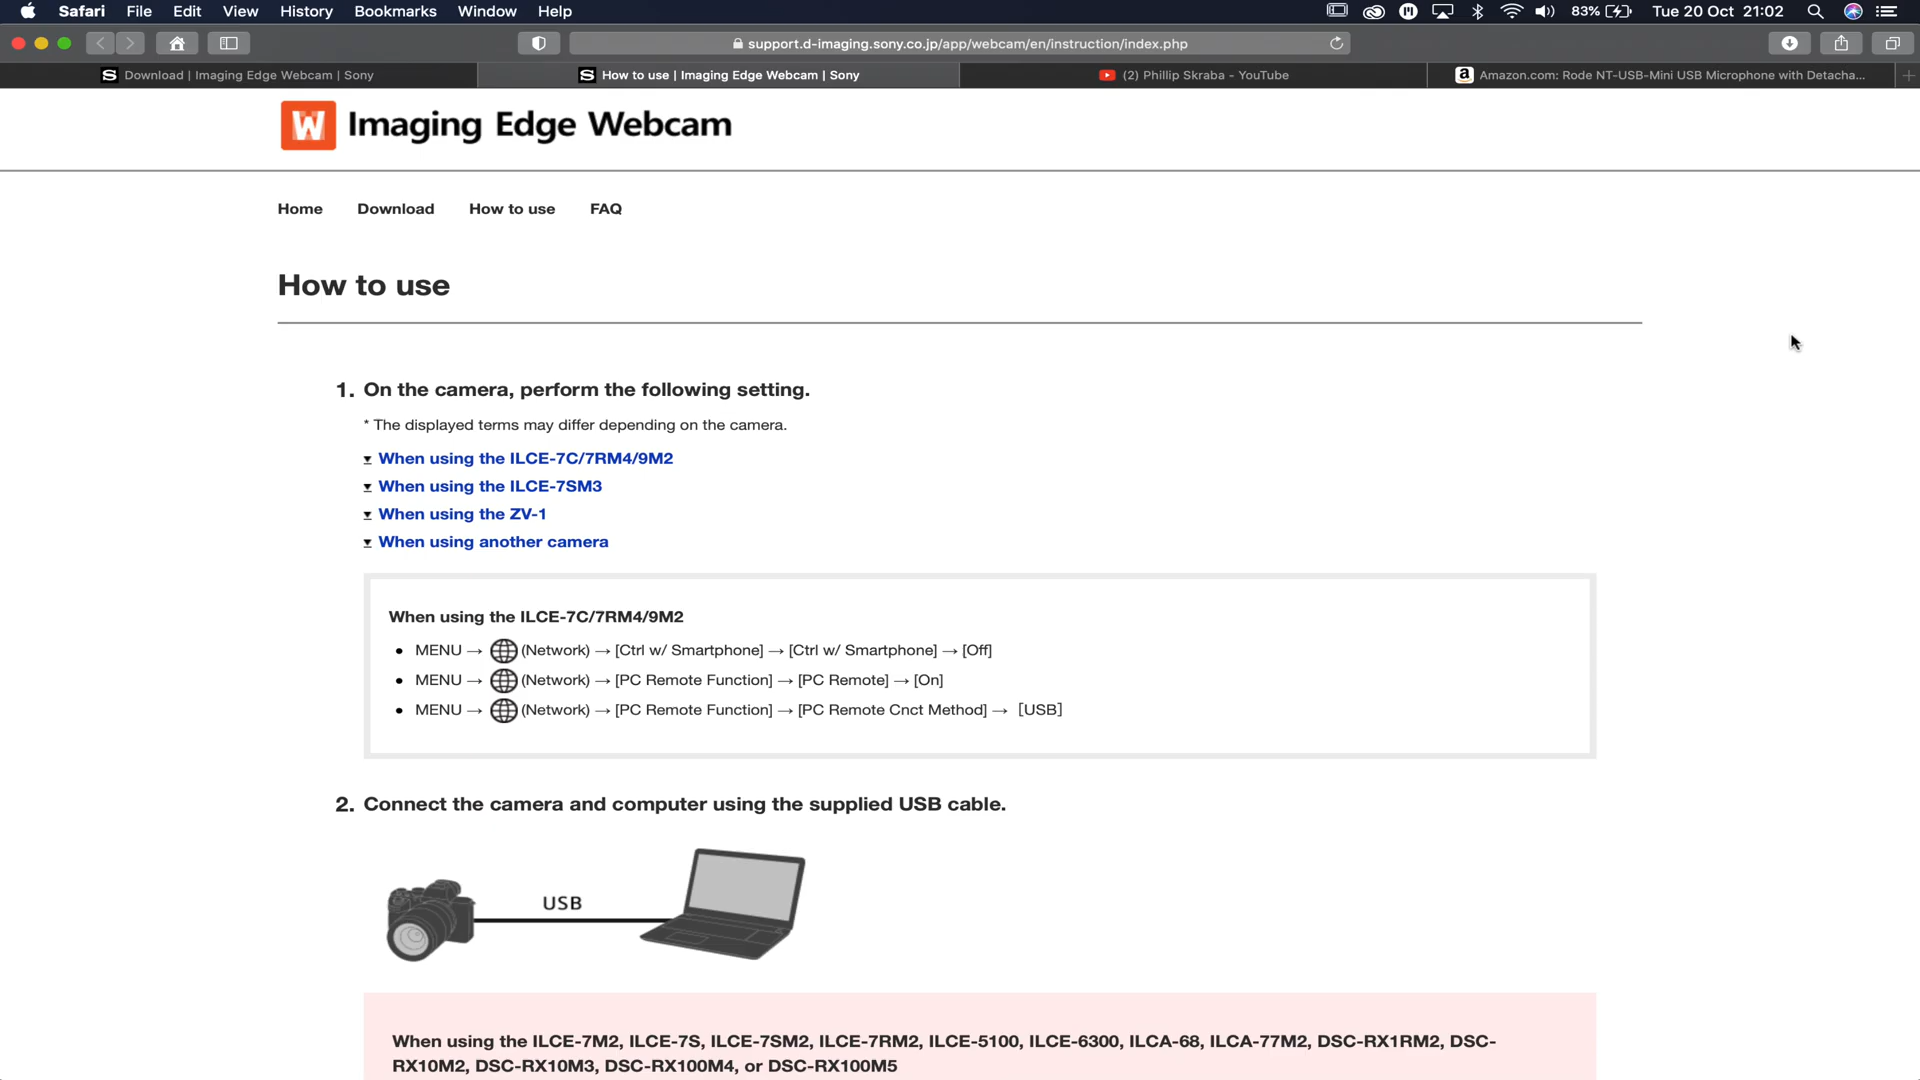 Safari File Edit View History Bookmarks Window Help 83% Tue 20 Oct 21:02
support.d-imaging.sony.co.jp/app/webcam/en/instruction/index.php
Download | Imaging Edge Webcam | Sony
How to use | Imaging Edge Webcam | Sony
(2) Phillip Skraba - YouTube
Amazon.com: Rode NT-USB-Mini USB Microphone with Detacha...
W Imaging Edge Webcam
Home Download How to use FAQ
How to use
1. On the camera, perform the following setting.
* The displayed terms may differ depending on the camera.
When using the ILCE-7C/7RM4/9M2
When using the ILCE-7SM3
When using the ZV-1
When using another camera
When using the ILCE-7C/7RM4/9M2
• MENU → (Network) → [Ctrl w/ Smartphone] → [Ctrl w/ Smartphone] → [Off]
• MENU → (Network) → [PC Remote Function] → [PC Remote] → [On]
• MENU → (Network) → [PC Remote Function] → [PC Remote Cnct Method] → [USB]
2. Connect the camera and computer using the supplied USB cable.
USB
When using the ILCE-7M2, ILCE-7S, ILCE-7SM2, ILCE-7RM2, ILCE-5100, ILCE-6300, ILCA-68, ILCA-77M2, DSC-RX1RM2, DSC-
RX10M2, DSC-RX10M3, DSC-RX100M4, or DSC-RX100M5